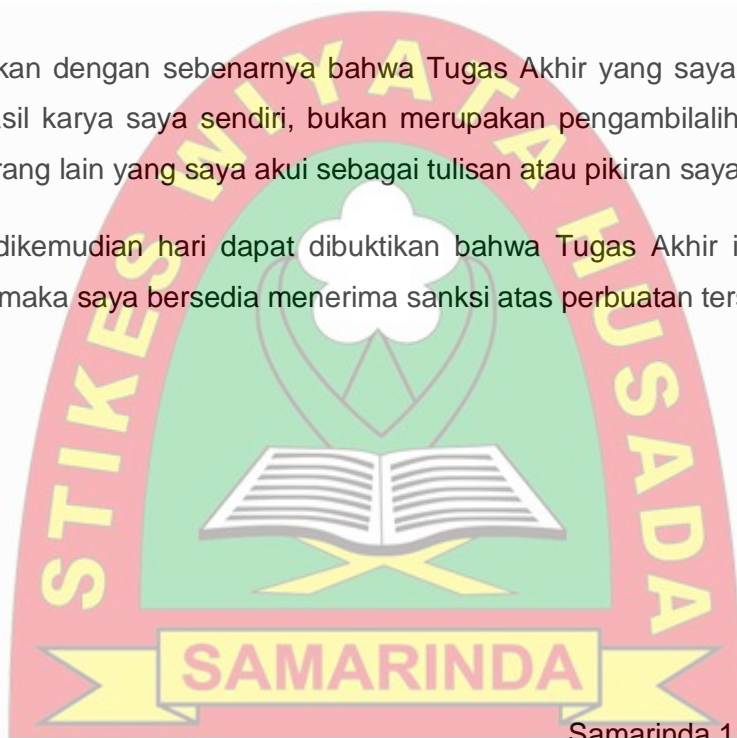 kan dengan sebenarnya bahwa Tugas Akhir yang saya
asil karya saya sendiri, bukan merupakan pengambilalih
rang lain yang saya akui sebagai tulisan atau pikiran saya
dikemudian hari dapat dibuktikan bahwa Tugas Akhir i
maka saya bersedia menerima sanksi atas perbuatan ters
STIKES WIYATA HUSADA
SAMARINDA
Samarinda 1